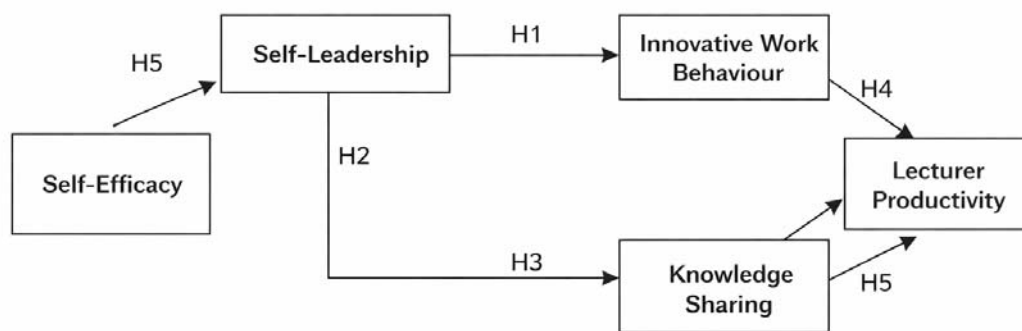 H1
Self-Leadership
Innovative Work
Behaviour
H5
H4
H2
Self-Efficacy
Lecturer
Productivity
H3
Knowledge
Sharing
H5